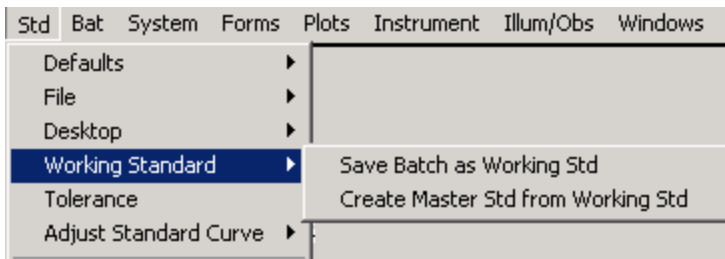 Std Bat System Forms Plots Instrument Illum/Obs Windows
Defaults
File
Desktop
Working Standard
Save Batch as Working Std
Tolerance
Create Master Std from Working Std
Adjust Standard Curve